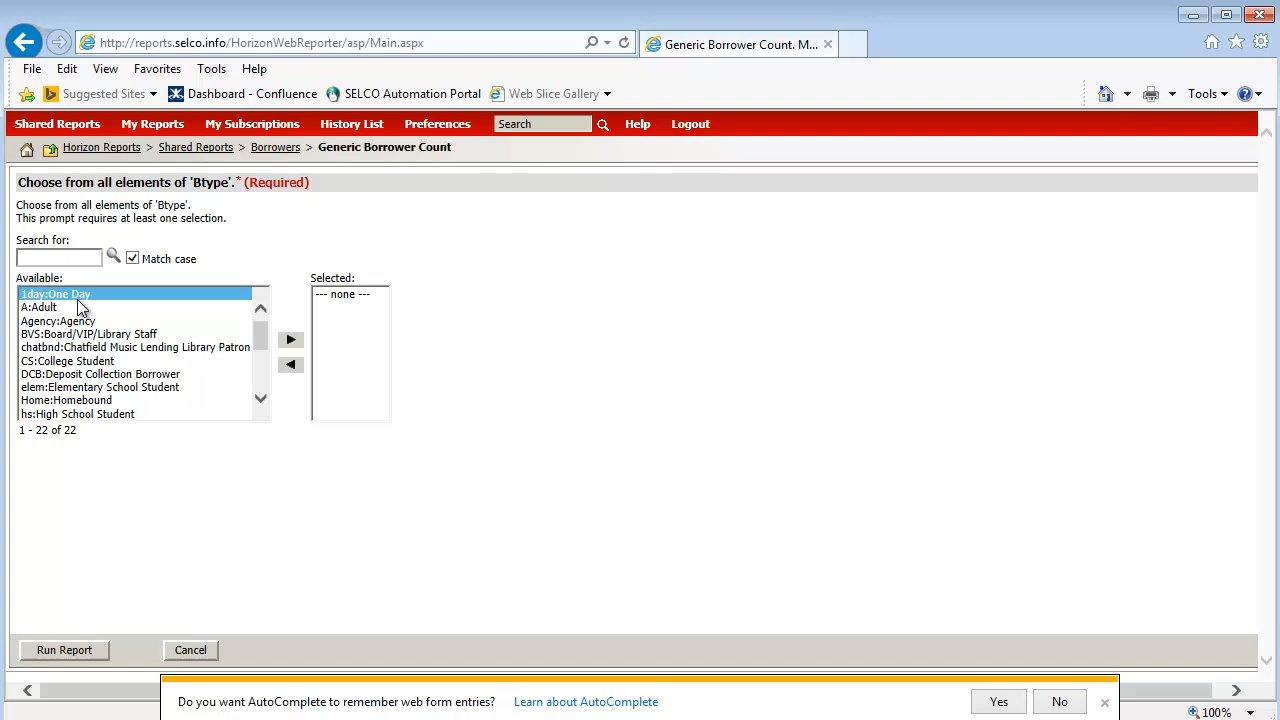 http://reports.selco.info/HorizonWebReporter/asp/Main.aspx
Generic Borrower Count. M...
File Edit View Favorites Tools Help
Suggested Sites Dashboard - Confluence SELCO Automation Portal Web Slice Gallery Tools
Shared Reports My Reports My Subscriptions History List Preferences Search Help Logout
Horizon Reports > Shared Reports > Borrowers > Generic Borrower Count
Choose from all elements of 'Btype'.* (Required)
Choose from all elements of 'Btype'.
This prompt requires at least one selection.
Search for:
Match case
Available: Selected:
1day:One Day --- none ---
A:Adult
Agency:Agency
BVS:Board/VIP/Library Staff
chatbnd:Chatfield Music Lending Library Patron
CS:College Student
DCB:Deposit Collection Borrower
elem:Elementary School Student
Home:Homebound
hs:High School Student
1 - 22 of 22
Run Report Cancel
Do you want AutoComplete to remember web form entries? Learn about AutoComplete Yes No
100%